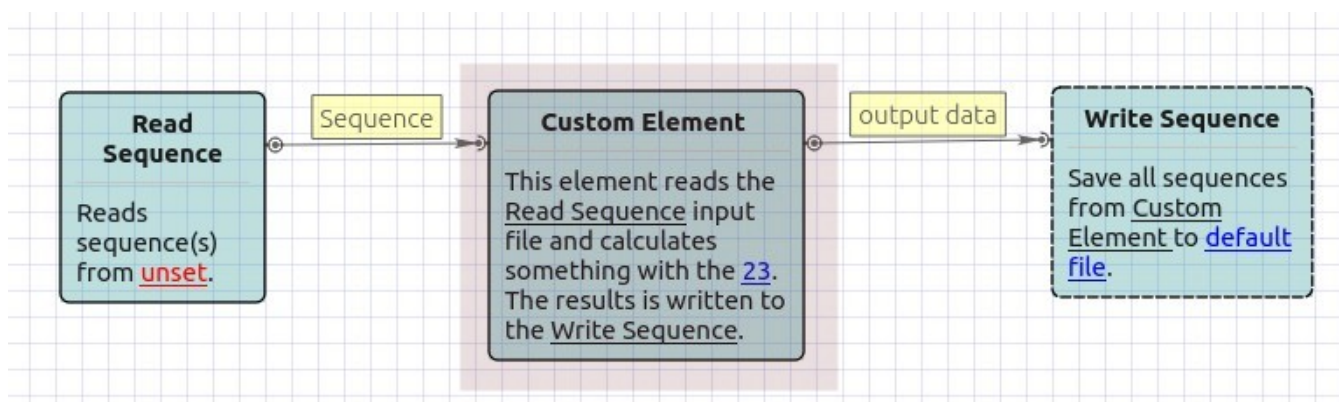 Read
Sequence
Reads
sequence(s)
from unset.
Sequence
Custom Element
This element reads the
Read Sequence input
file and calculates
something with the 23.
The results is written to
the Write Sequence.
output data
Write Sequence
Save all sequences
from Custom
Element to default
file.